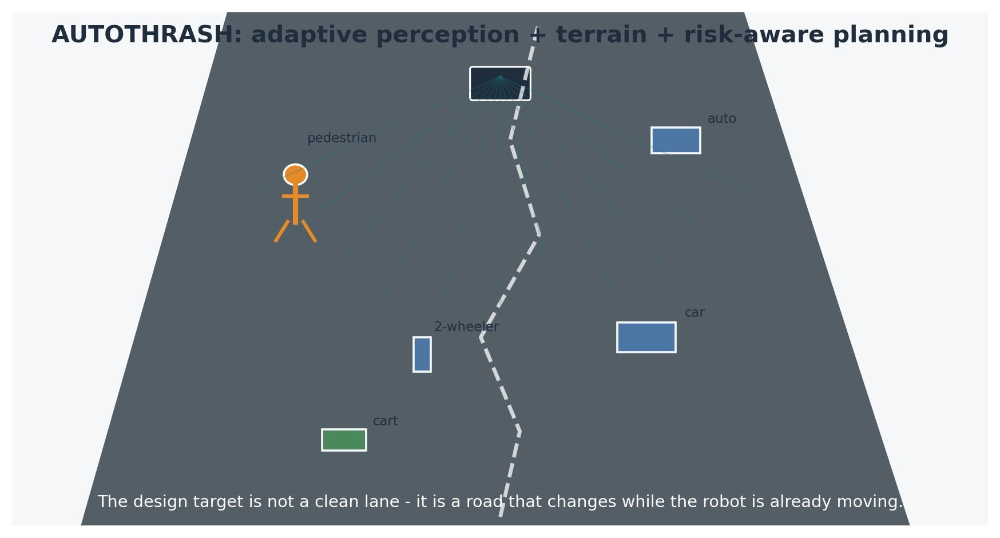 AUTOTHRASH: adaptive perception + terrain + risk-aware planning
auto
pedestrian
car
2-wheeler
cart
The design target is not a clean lane - it is a road that changes while the robot is already moving.